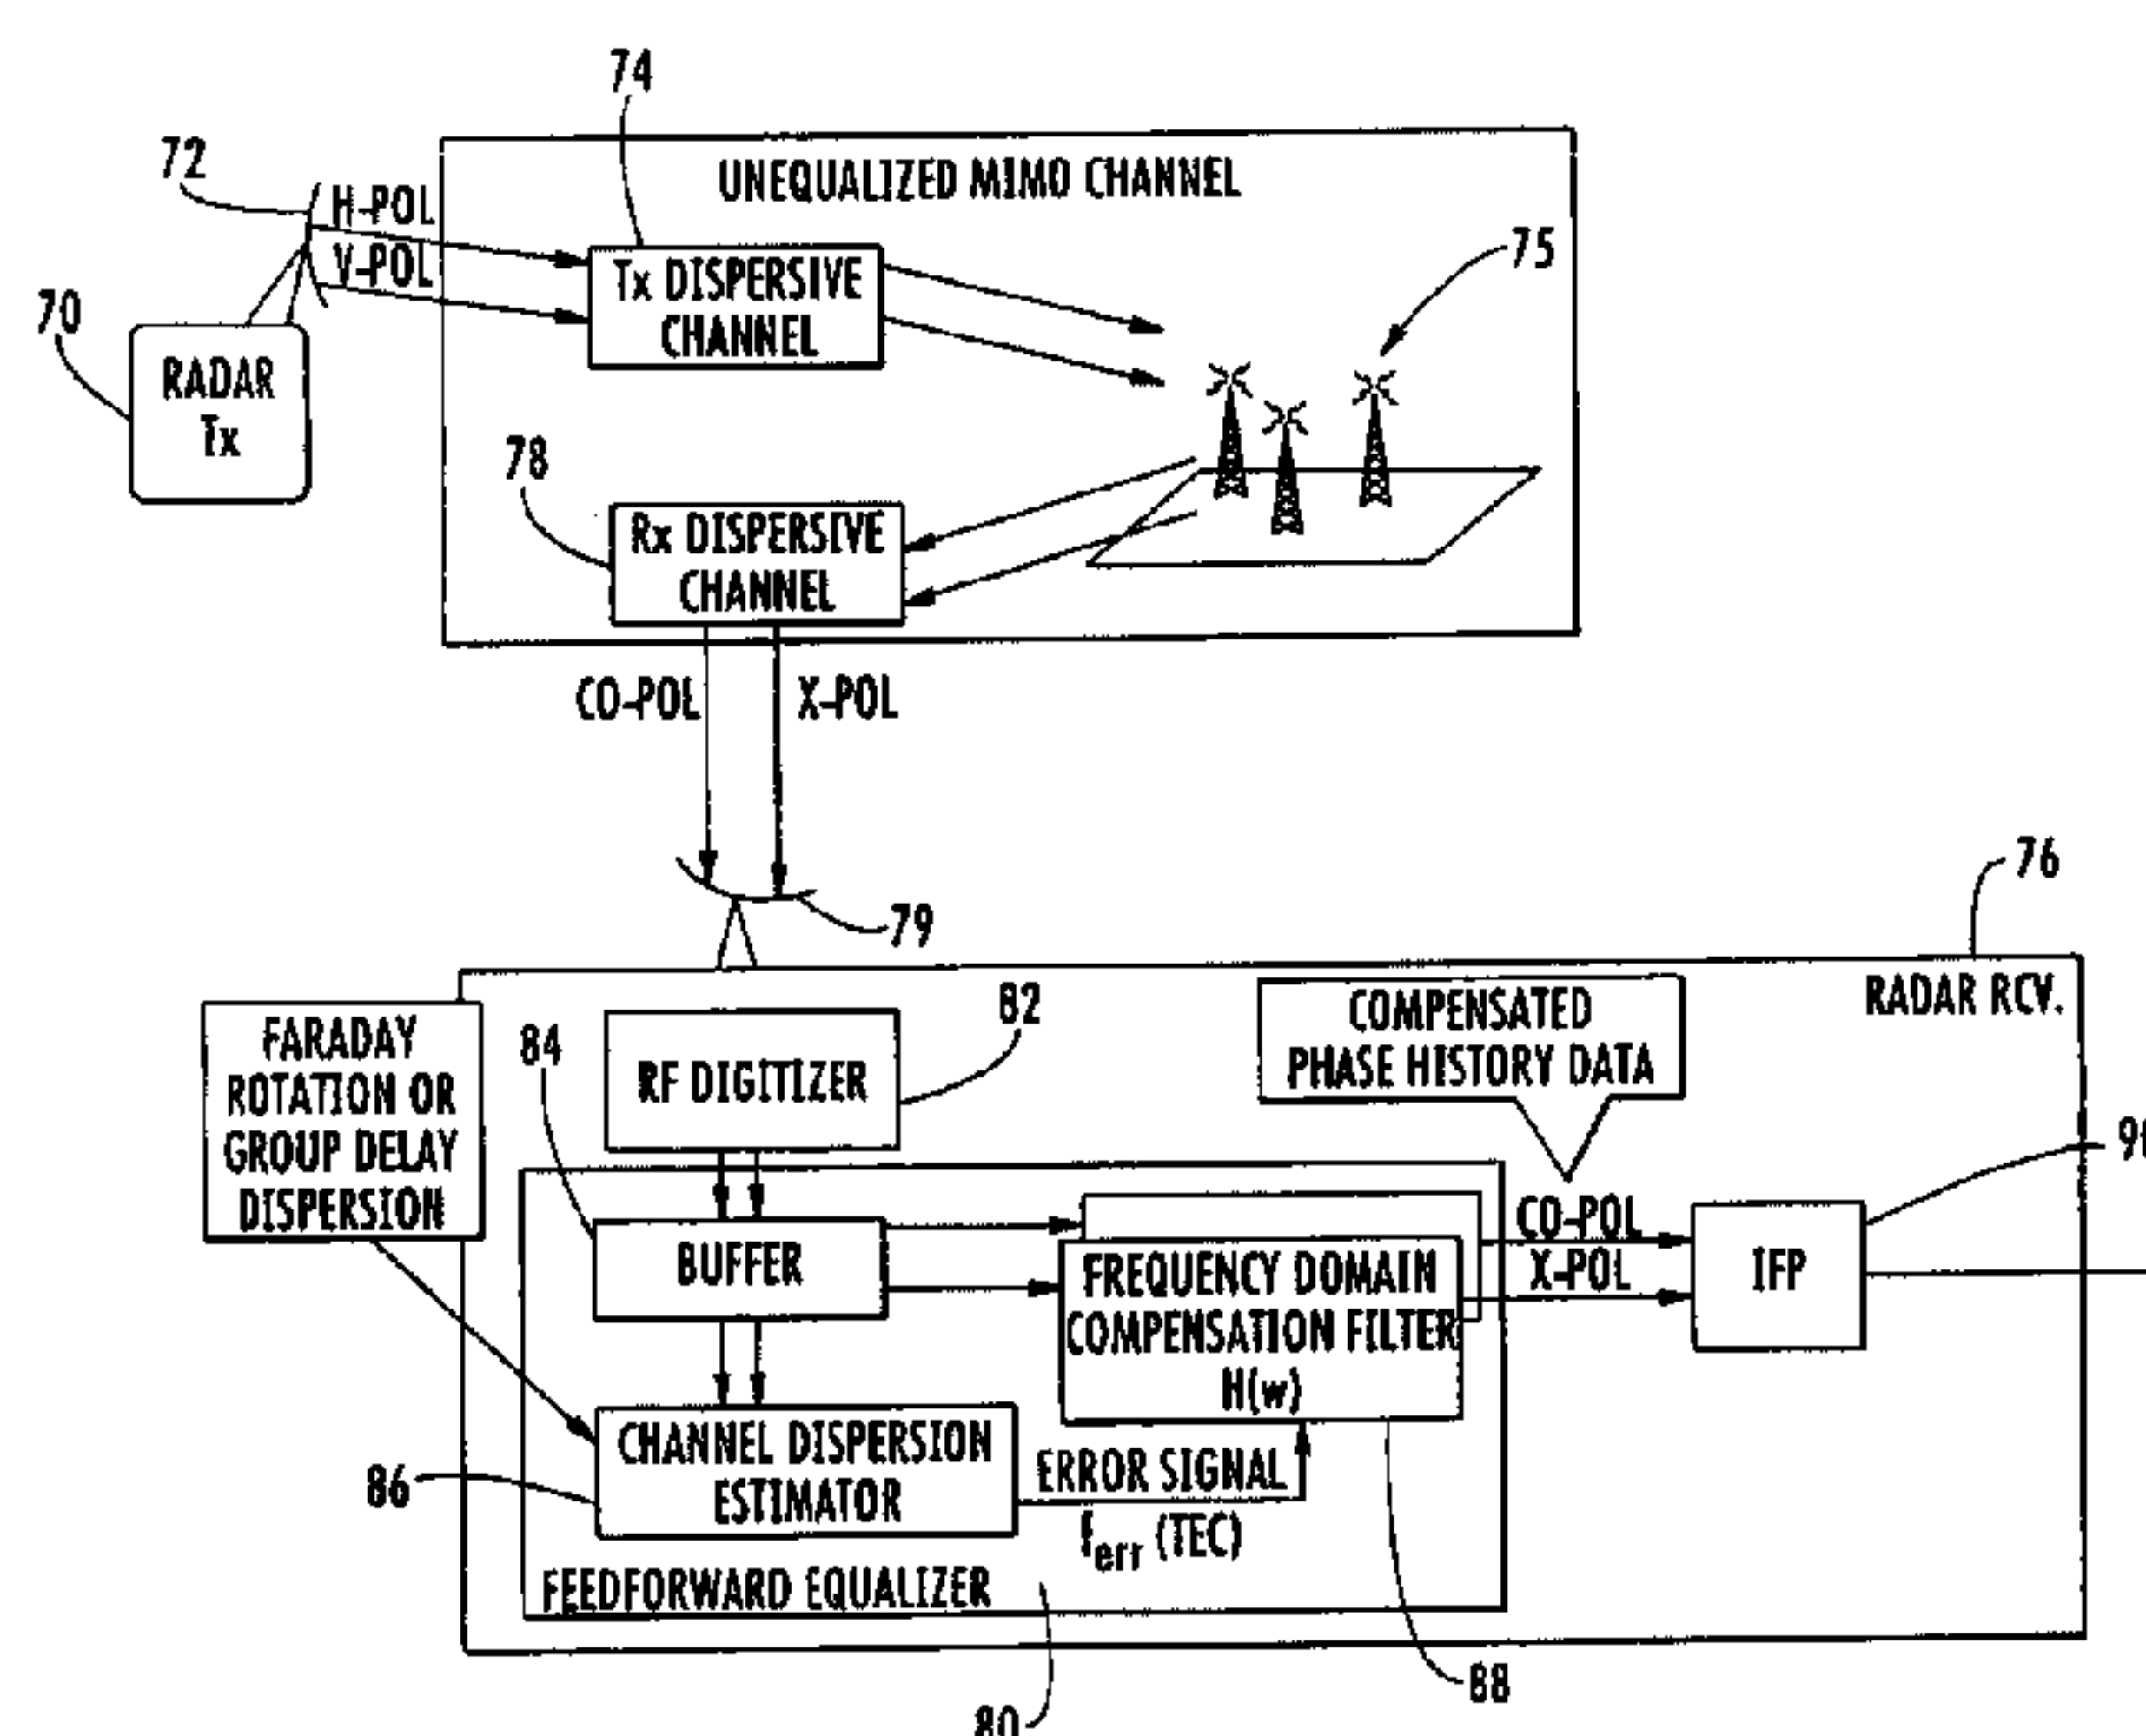 74
72
UNEQUALIZED MIMO CHANNEL
H-POL
V-POL
75
70
Tx DISPERSIVE
CHANNEL
RADAR
Tx
78
Rx DISPERSIVE
CHANNEL
CO-POL
X-POL
76
79
RADAR RCV.
82
COMPENSATED
PHASE HISTORY DATA
FARADAY
ROTATION OR
GROUP DELAY
DISPERSION
84
RF DIGITIZER
CO-POL
X-POL
IFP
BUFFER
FREQUENCY DOMAIN
COMPENSATION FILTER
H(w)
CHANNEL DISPERSION
ESTIMATOR
86
ERROR SIGNAL
f err (TEC)
FEEDFORWARD EQUALIZER
88
80